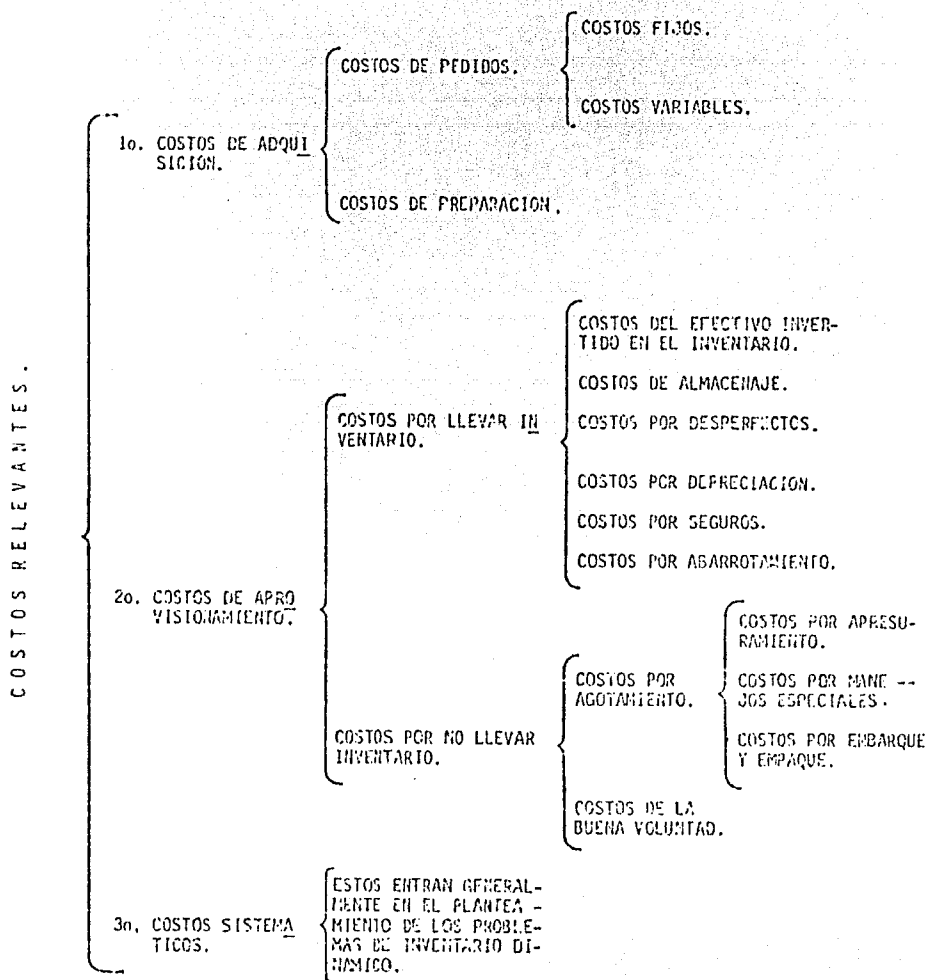 COSTOS RELEVANTES.
1o. COSTOS DE ADQUI
SICION.
COSTOS DE PEDIDOS.
COSTOS FIJOS.
COSTOS VARIABLES.
COSTOS DE PREPARACION.
2o. COSTOS DE APRO
VISIONAMIENTO.
COSTOS POR LLEVAR IN
VENTARIO.
COSTOS DEL EFECTIVO INVER-
TIDO EN EL INVENTARIO.
COSTOS DE ALMACENAJE.
COSTOS POR DESPERFECTOS.
COSTOS POR DEPRECIACION.
COSTOS POR SEGUROS.
COSTOS POR ABARROTAMIENTO.
COSTOS POR NO LLEVAR
INVENTARIO.
COSTOS POR
AGOTAMIENTO.
COSTOS POR APRESU-
RAMIENTO.
COSTOS POR MANE --
JOS ESPECIALES.
COSTOS POR EMBARQUE
Y EMPAQUE.
COSTOS DE LA
BUENA VOLUNTAD.
3o. COSTOS SISTEMA
TICOS.
ESTOS ENTRAN GENERAL-
MENTE EN EL PLANTEA -
MIENTO DE LOS PROBLE-
MAS DE INVENTARIO DI-
NAMICO.